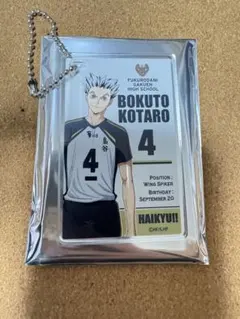 FUKURODANI
GAKUEN
HIGH SCHOOL
BOKUTO
KOTARO
4
4
POSITION:
WING SPIKER
BIRTHDAY:
SEPTEMBER 20
HAIKYU!!